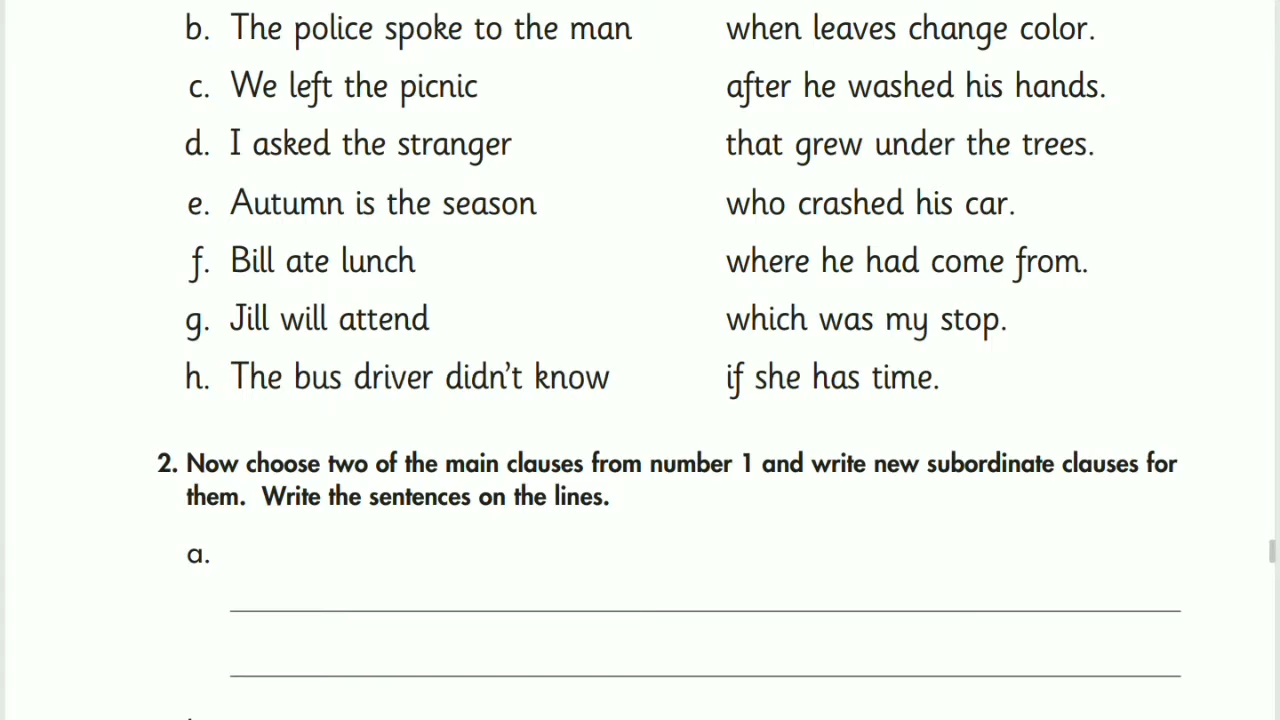 b. The police spoke to the man when leaves change color.
c. We left the picnic after he washed his hands.
d. I asked the stranger that grew under the trees.
e. Autumn is the season who crashed his car.
f. Bill ate lunch where he had come from.
g. Jill will attend which was my stop.
h. The bus driver didn't know if she has time.
2. Now choose two of the main clauses from number 1 and write new subordinate clauses for
them. Write the sentences on the lines.
a.